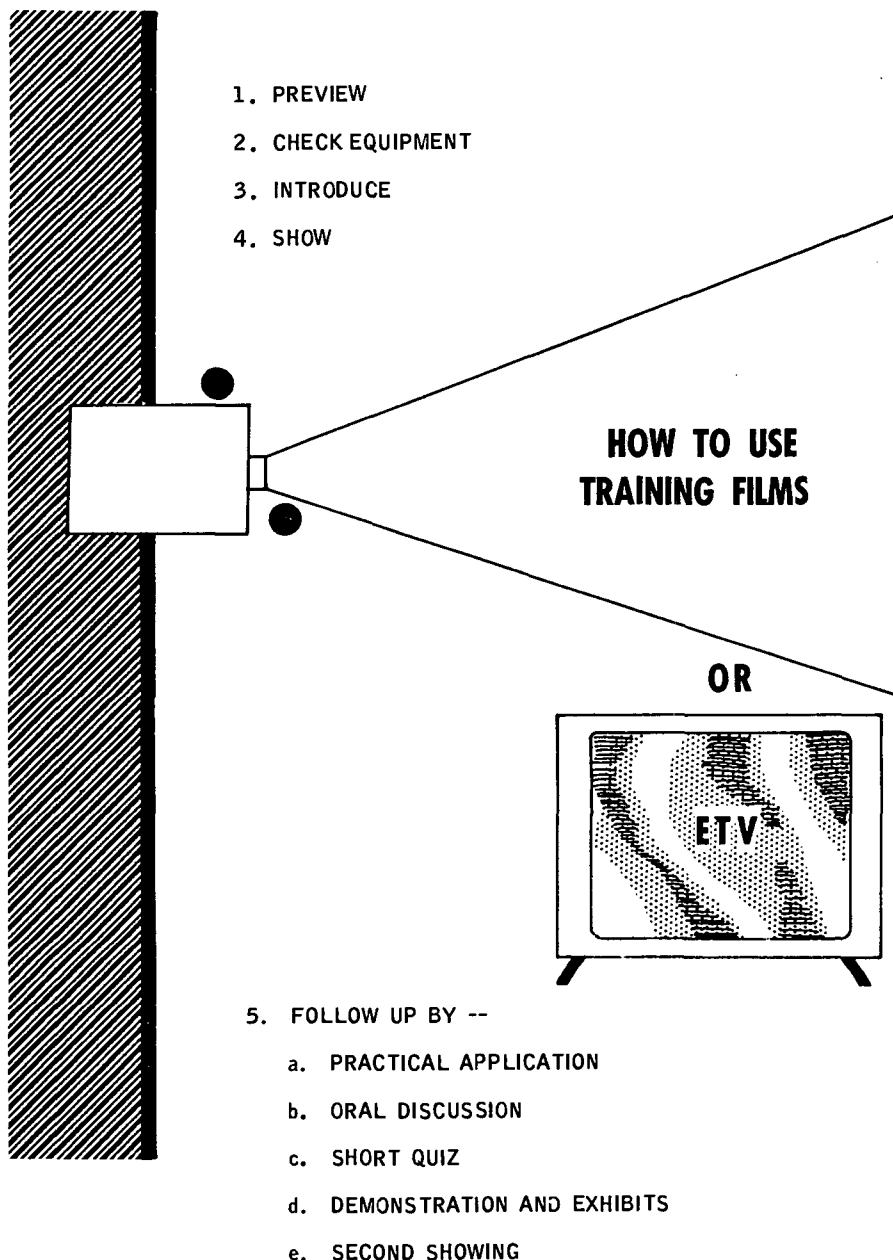 1. PREVIEW
2. CHECK EQUIPMENT
3. INTRODUCE
4. SHOW
HOW TO USE
TRAINING FILMS
OR
ETV
5. FOLLOW UP BY --
a. PRACTICAL APPLICATION
b. ORAL DISCUSSION
c. SHORT QUIZ
d. DEMONSTRATION AND EXHIBITS
e. SECOND SHOWING